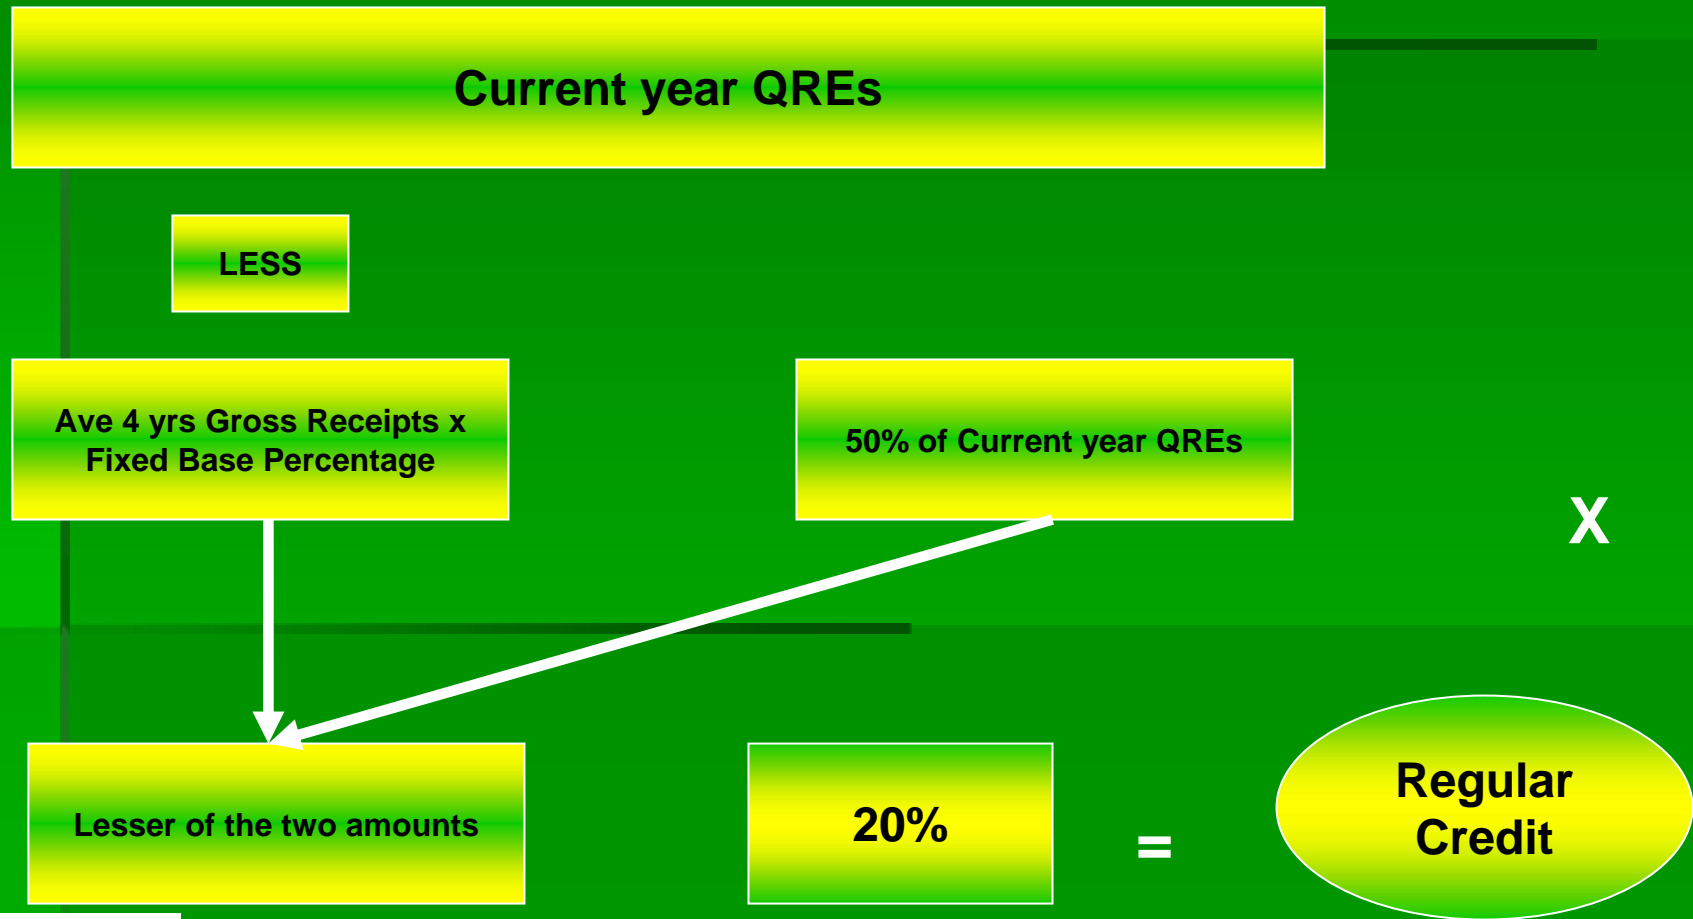 Current year QREs
LESS
Ave 4 yrs Gross Receipts x
Fixed Base Percentage
50% of Current year QREs
X
Lesser of the two amounts
20%
=
Regular
Credit